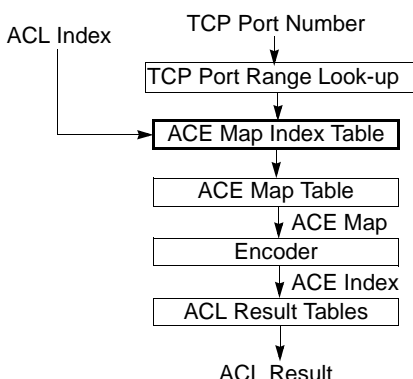 TCP Port Number
ACL Index
TCP Port Range Look-up
ACE Map Index Table
ACE Map Table
ACE Map
Encoder
ACE Index
ACL Result Tables
ACL Result